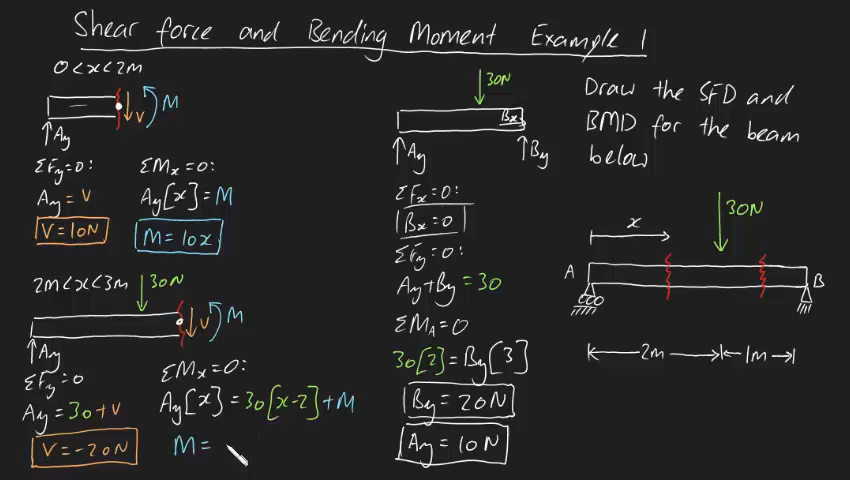 Shear force and Bending Moment Example 1
0<x<2m
M
V
Ay
ΣFy=0:
Ay=V
V=10N
ΣMx=0:
Ay[x]=M
M=10x
2m<x<3m
30N
V
M
Ay
ΣFy=0
Ay=30+V
V=-20N
ΣMx=0:
Ay[x]=30[x-2]+M
M=
30N
Bx
Ay
By
ΣFx=0:
Bx=0
ΣFy=0:
Ay+By=30
ΣMA=0
30[2]=By[3]
By=20N
Ay=10N
Draw the SFD and
BMD for the beam
below
30N
x
A
B
2m
1m